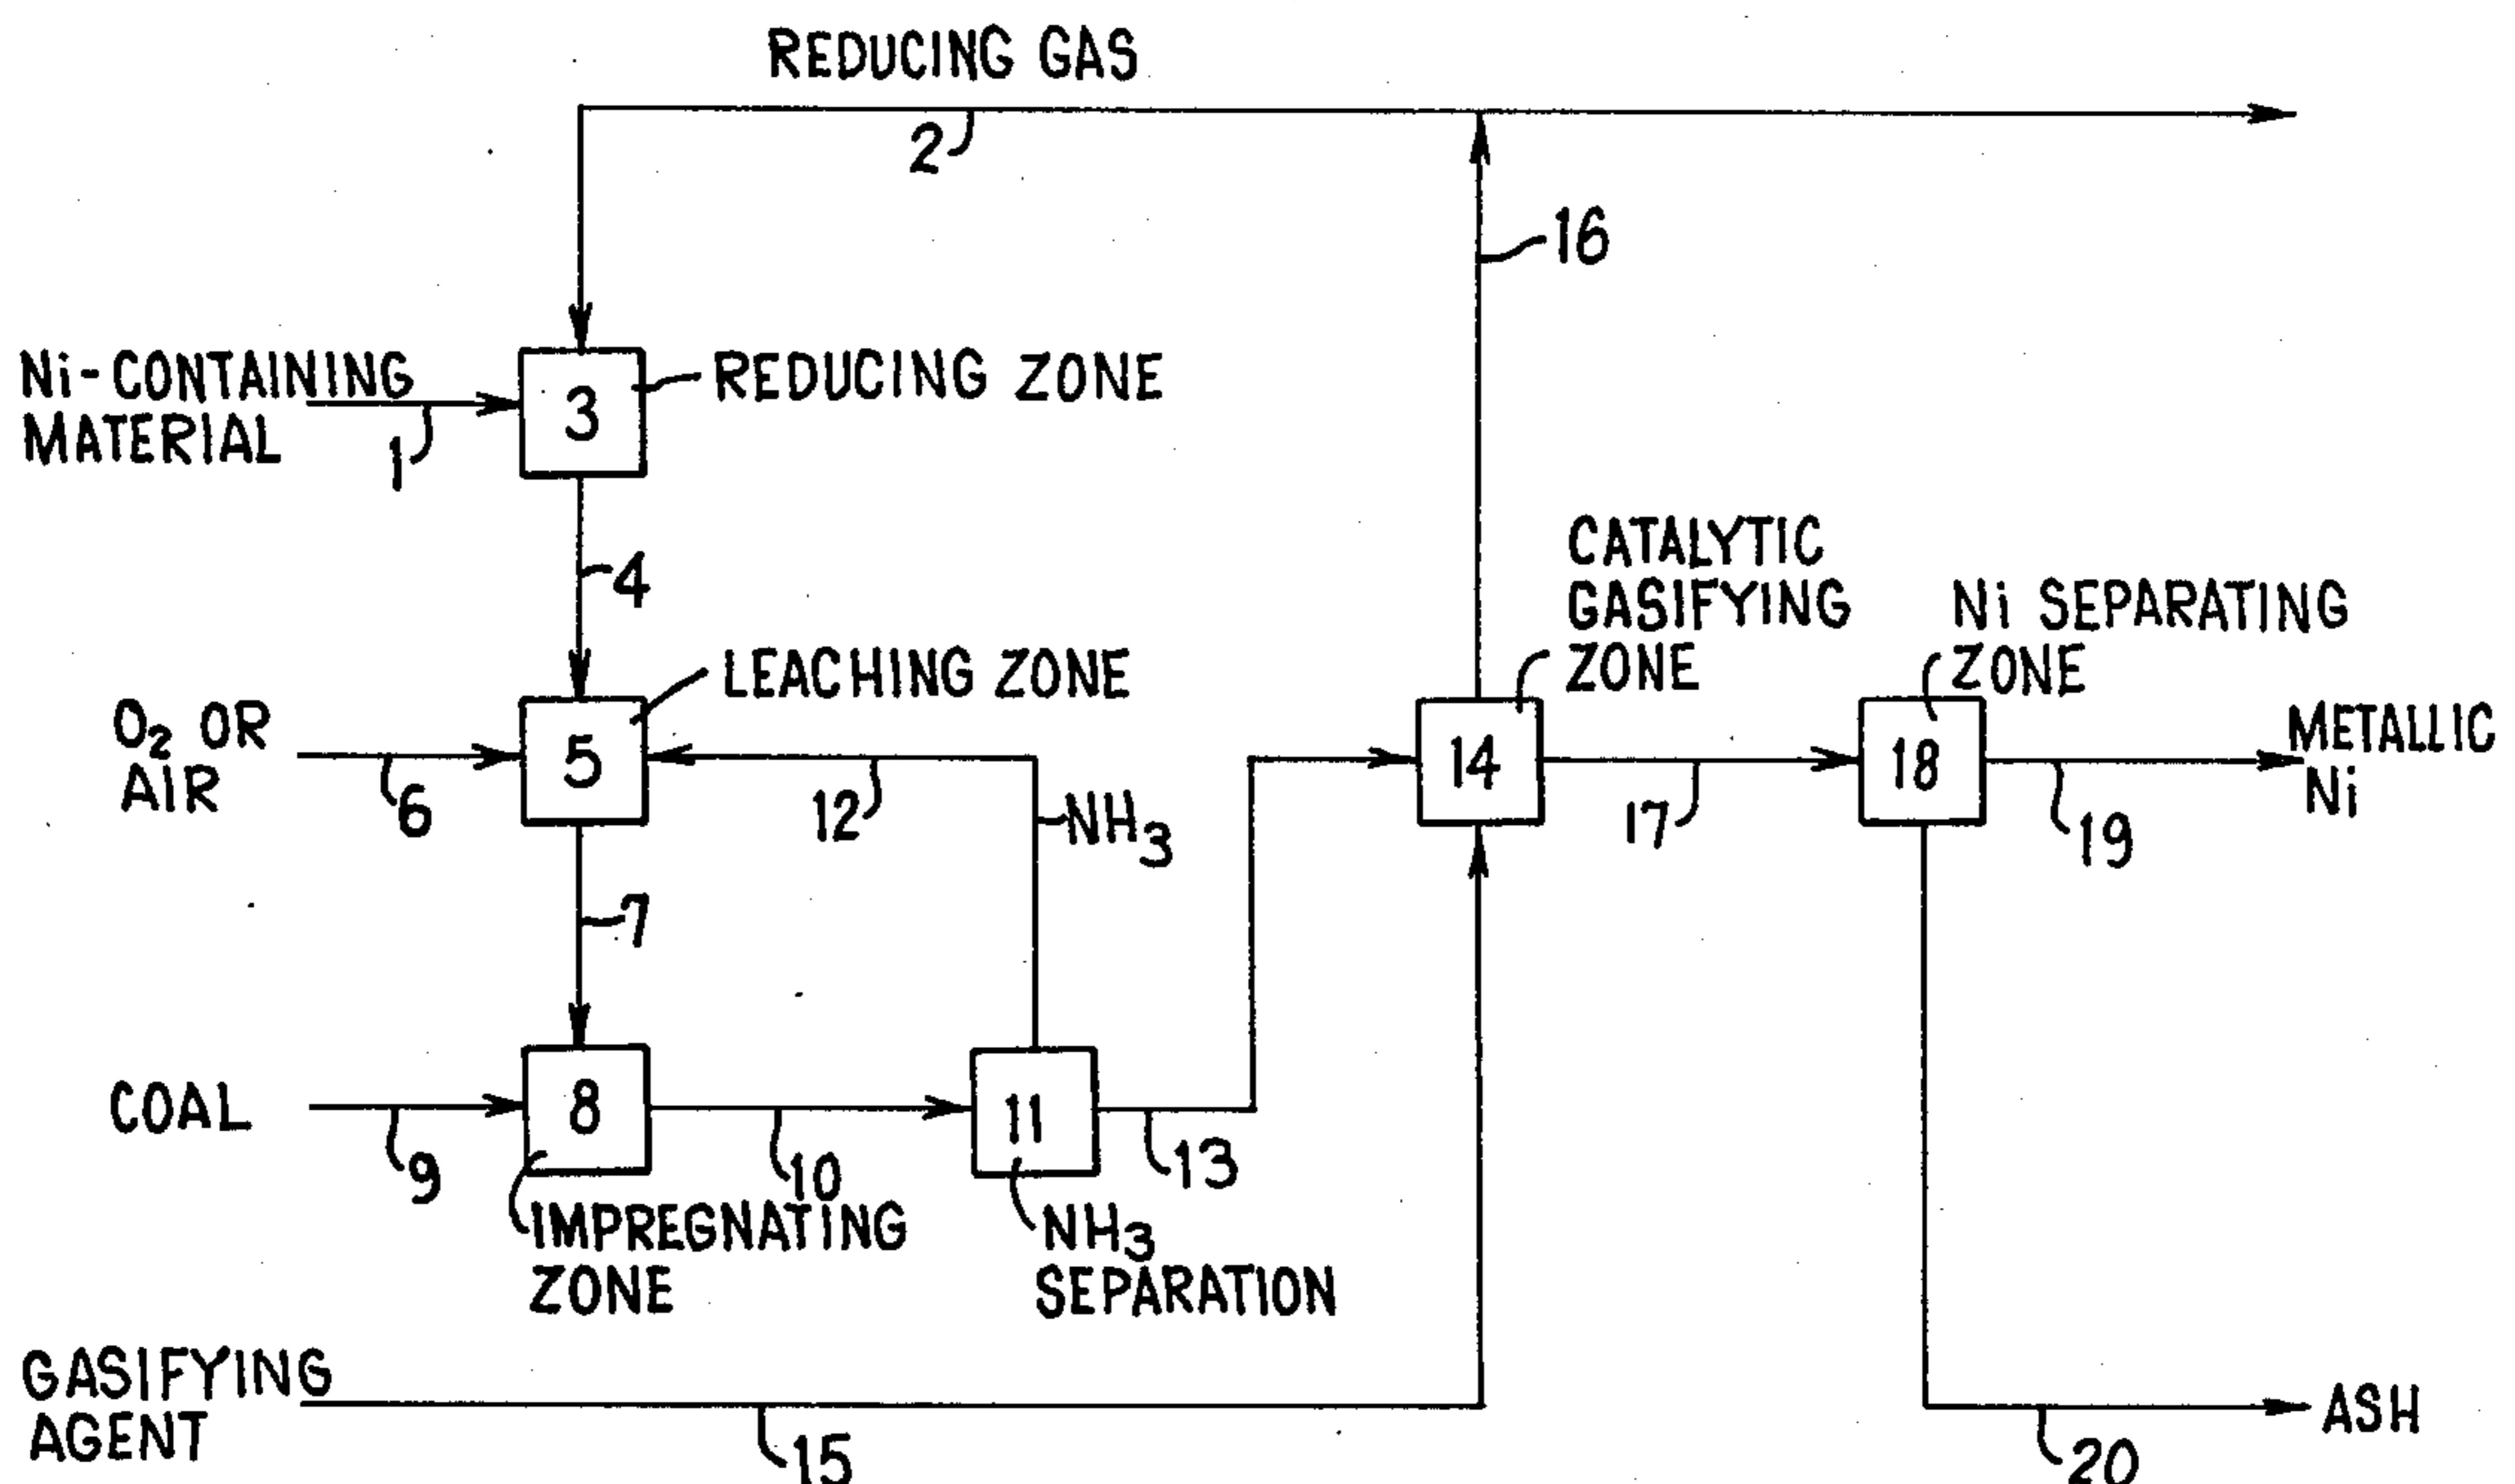 REDUCING GAS
2
16
Ni-CONTAINING
MATERIAL
1
3
REDUCING ZONE
4
CATALYTIC
GASIFYING
ZONE
Ni SEPARATING
ZONE
LEACHING ZONE
O₂ OR
AIR
6
5
12
NH₃
14
17
18
19
METALLIC
Ni
7
COAL
9
8
10
11
13
IMPREGNATING
ZONE
NH₃
SEPARATION
GASIFYING
AGENT
15
20
ASH